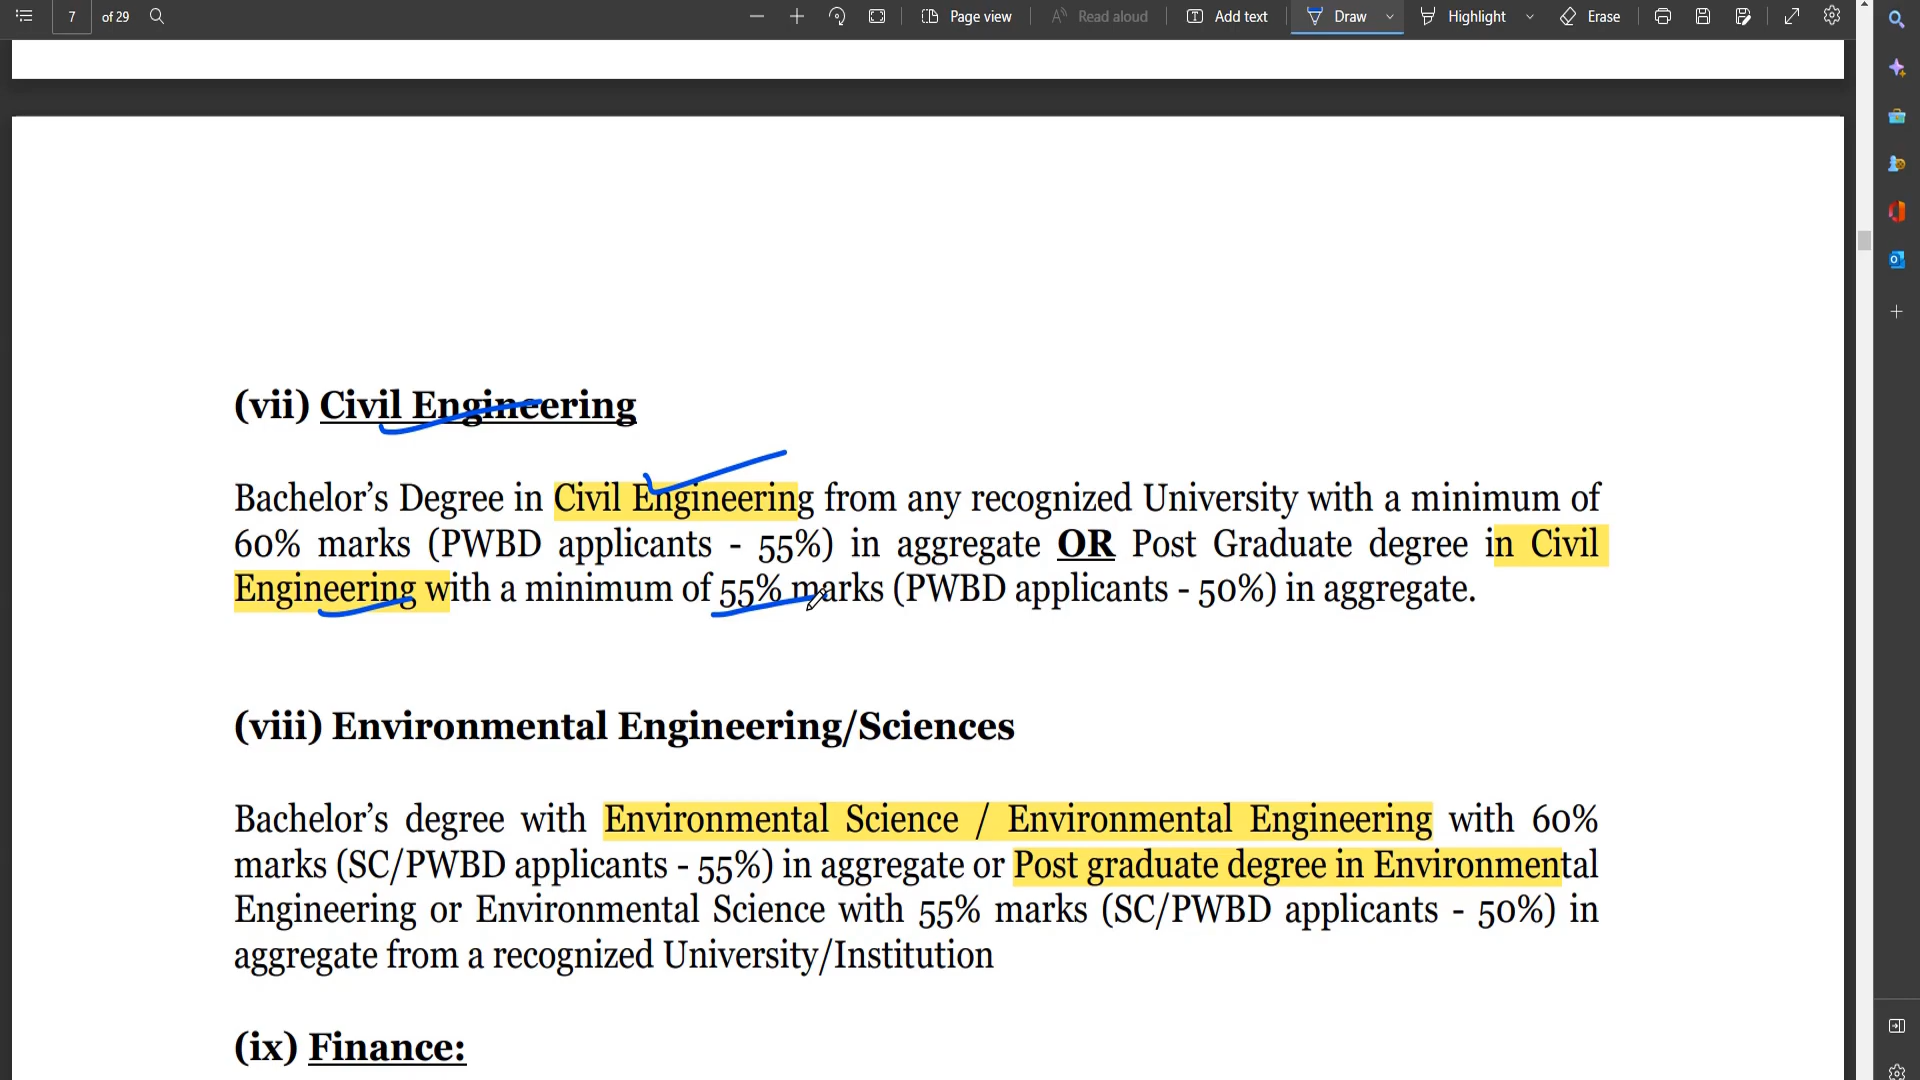 7 of 29 Page view Read aloud Add text Draw Highlight Erase
(vii) Civil Engineering
Bachelor’s Degree in Civil Engineering from any recognized University with a minimum of
60% marks (PWBD applicants - 55%) in aggregate OR Post Graduate degree in Civil
Engineering with a minimum of 55% marks (PWBD applicants - 50%) in aggregate.
(viii) Environmental Engineering/Sciences
Bachelor’s degree with Environmental Science / Environmental Engineering with 60%
marks (SC/PWBD applicants - 55%) in aggregate or Post graduate degree in Environmental
Engineering or Environmental Science with 55% marks (SC/PWBD applicants - 50%) in
aggregate from a recognized University/Institution
(ix) Finance: